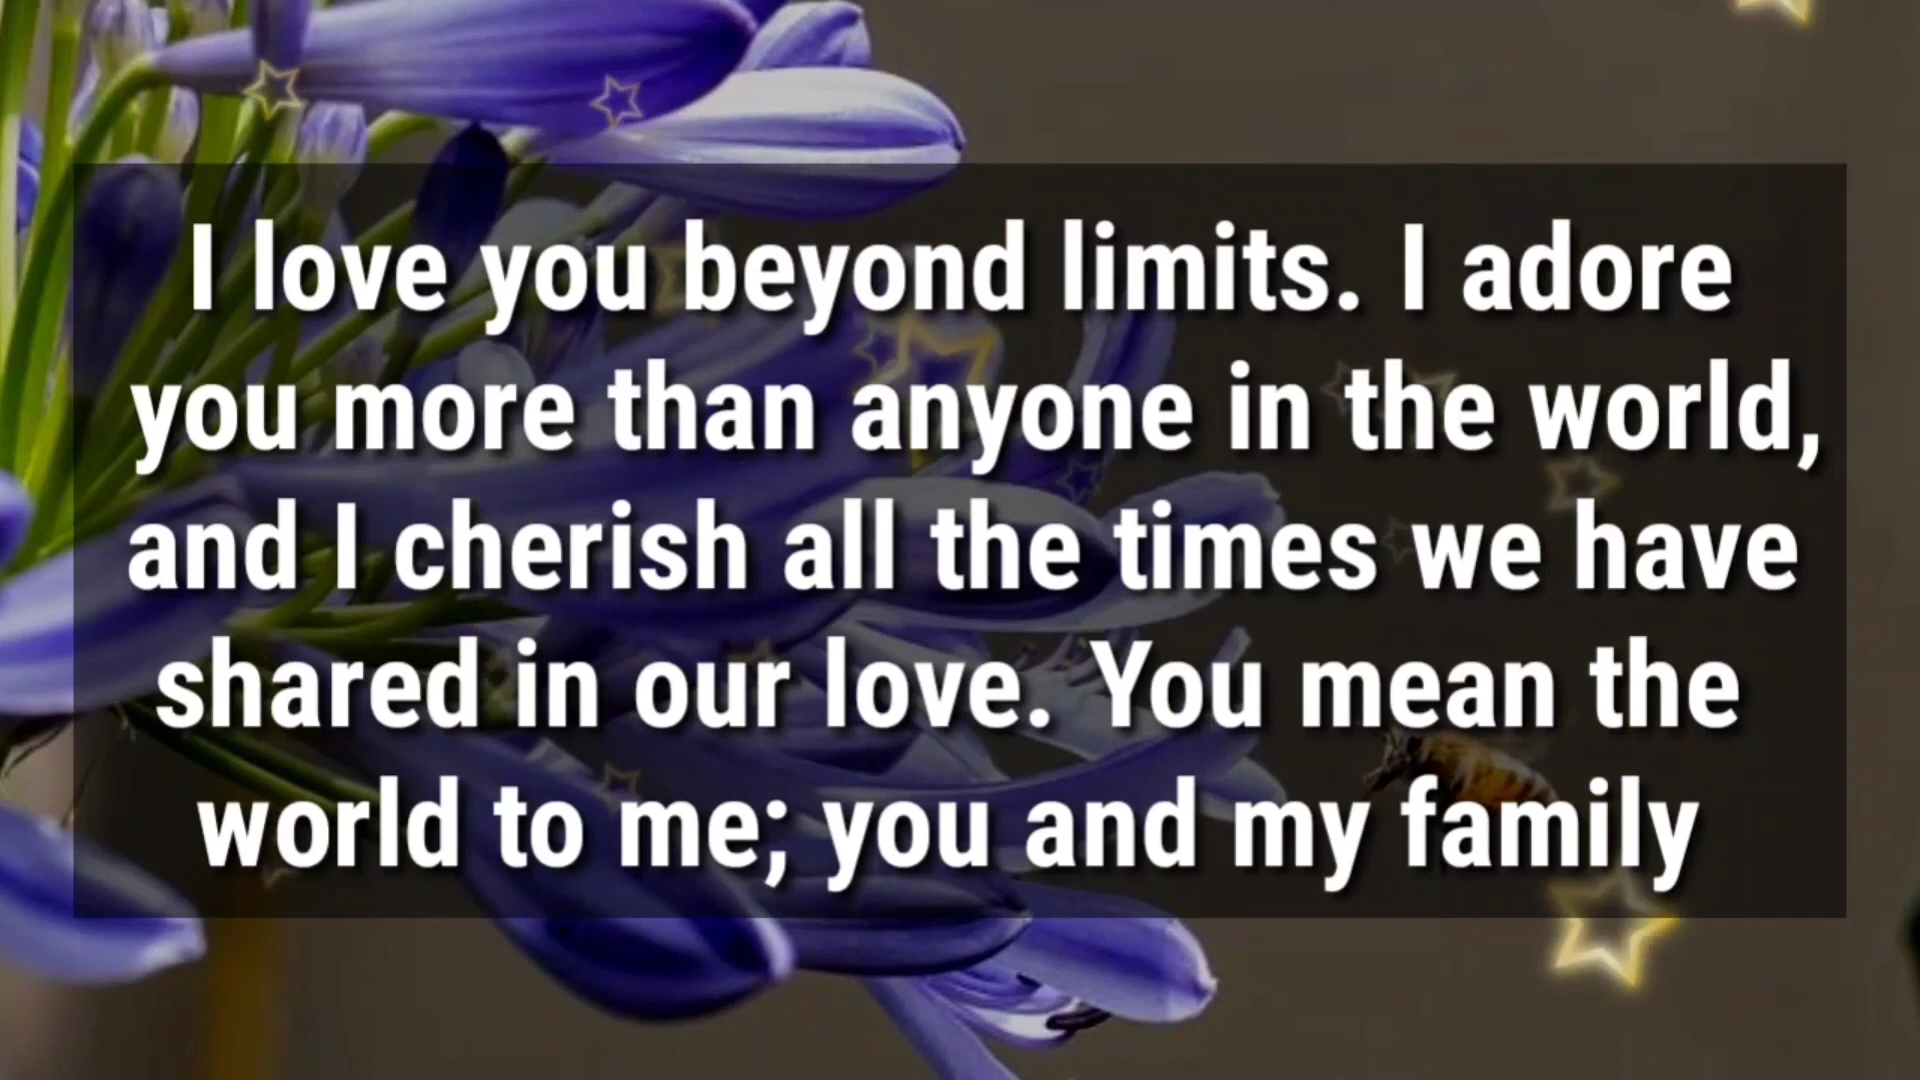 I love you beyond limits. I adore
you more than anyone in the world,
and I cherish all the times we have
shared in our love. You mean the
world to me; you and my family